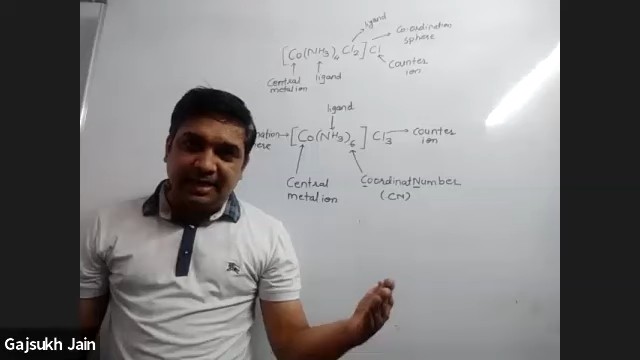 ligand
Co-ordination
sphere
[Co(NH3)4 Cl2] Cl
Central
metal ion
ligand
Counter
ion
ligand
[Co(NH3)6] Cl3
Counter
ion
Central
metal ion
Coordinat Number
(CN)
Gajsukh Jain